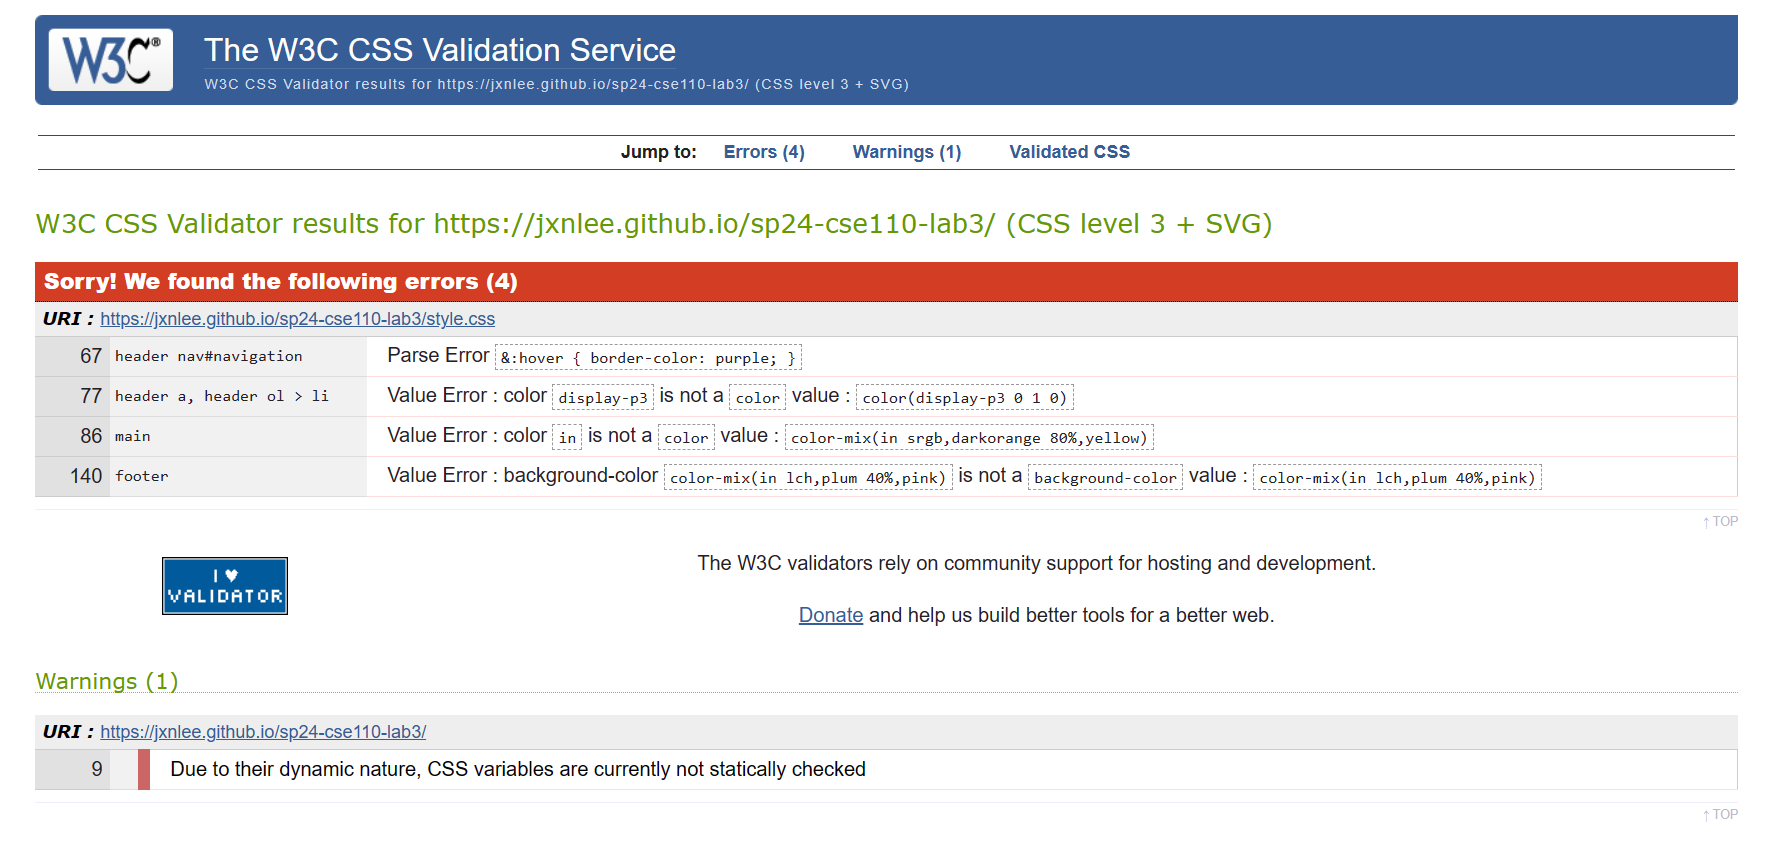 W3C®
The W3C CSS Validation Service
W3C CSS Validator results for https://jxnlee.github.io/sp24-cse110-lab3/ (CSS level 3 + SVG)
Jump to: Errors (4) Warnings (1) Validated CSS
W3C CSS Validator results for https://jxnlee.github.io/sp24-cse110-lab3/ (CSS level 3 + SVG)
Sorry! We found the following errors (4)
URI : https://jxnlee.github.io/sp24-cse110-lab3/style.css
67 header nav#navigation Parse Error &:hover { border-color: purple; }
77 header a, header ol > li Value Error : color display-p3 is not a color value : color(display-p3 0 1 0)
86 main Value Error : color in is not a color value : color-mix(in srgb,darkorange 80%,yellow)
140 footer Value Error : background-color color-mix(in lch,plum 40%,pink) is not a background-color value : color-mix(in lch,plum 40%,pink)
↑ TOP
I ♥
VALIDATOR
The W3C validators rely on community support for hosting and development.
Donate and help us build better tools for a better web.
Warnings (1)
URI : https://jxnlee.github.io/sp24-cse110-lab3/
9 Due to their dynamic nature, CSS variables are currently not statically checked
↑ TOP